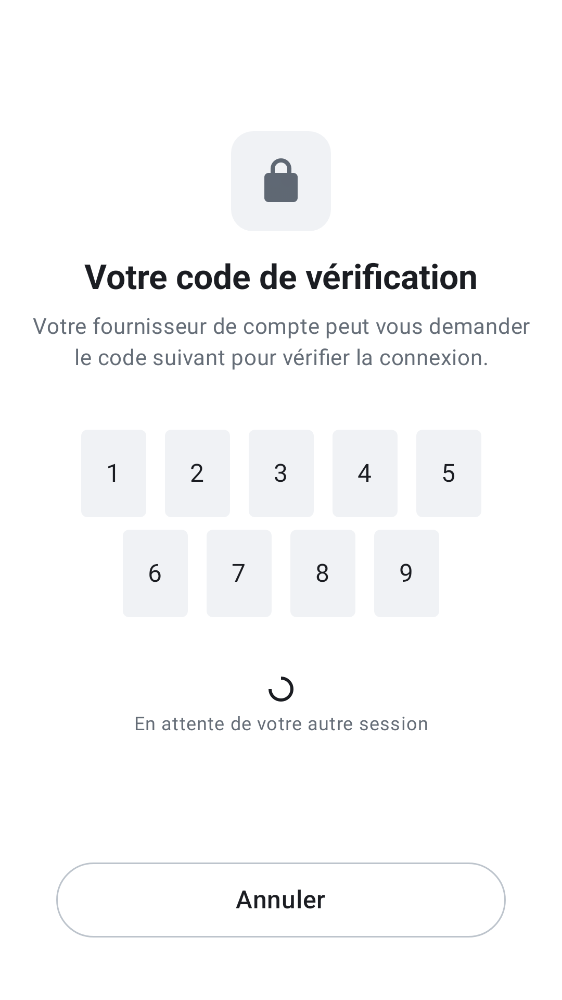 Votre code de vérification
Votre fournisseur de compte peut vous demander
le code suivant pour vérifier la connexion.
1 2 3 4 5
6 7 8 9
En attente de votre autre session
Annuler